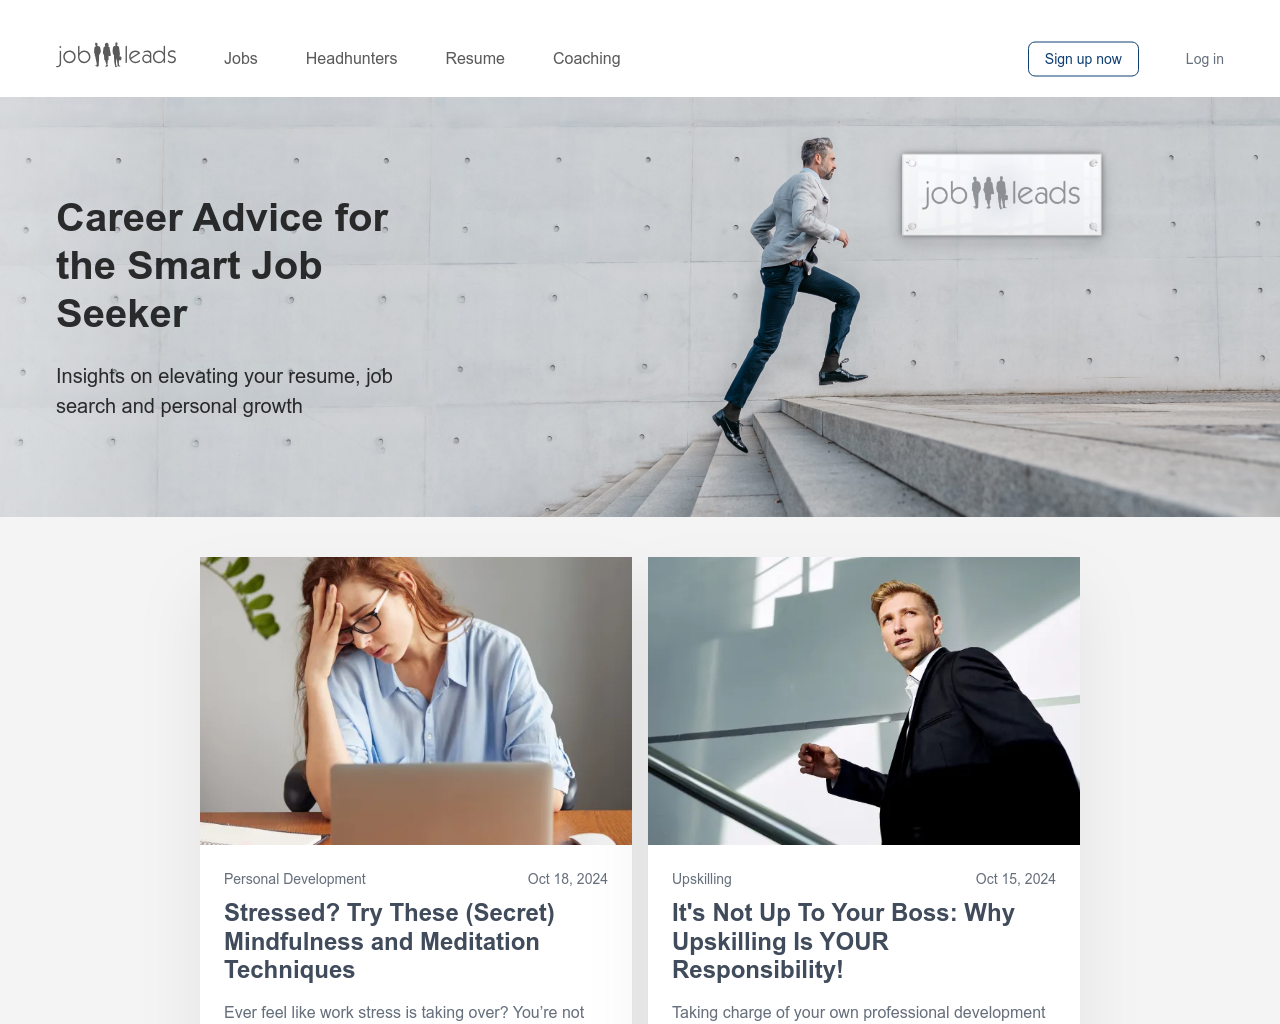 jobleads
Jobs
Headhunters
Resume
Coaching
Sign up now
Log in
Career Advice for
the Smart Job
Seeker
Insights on elevating your resume, job
search and personal growth
jobleads
Personal Development
Oct 18, 2024
Stressed? Try These (Secret)
Mindfulness and Meditation
Techniques
Ever feel like work stress is taking over? You’re not
Upskilling
Oct 15, 2024
It's Not Up To Your Boss: Why
Upskilling Is YOUR
Responsibility!
Taking charge of your own professional development